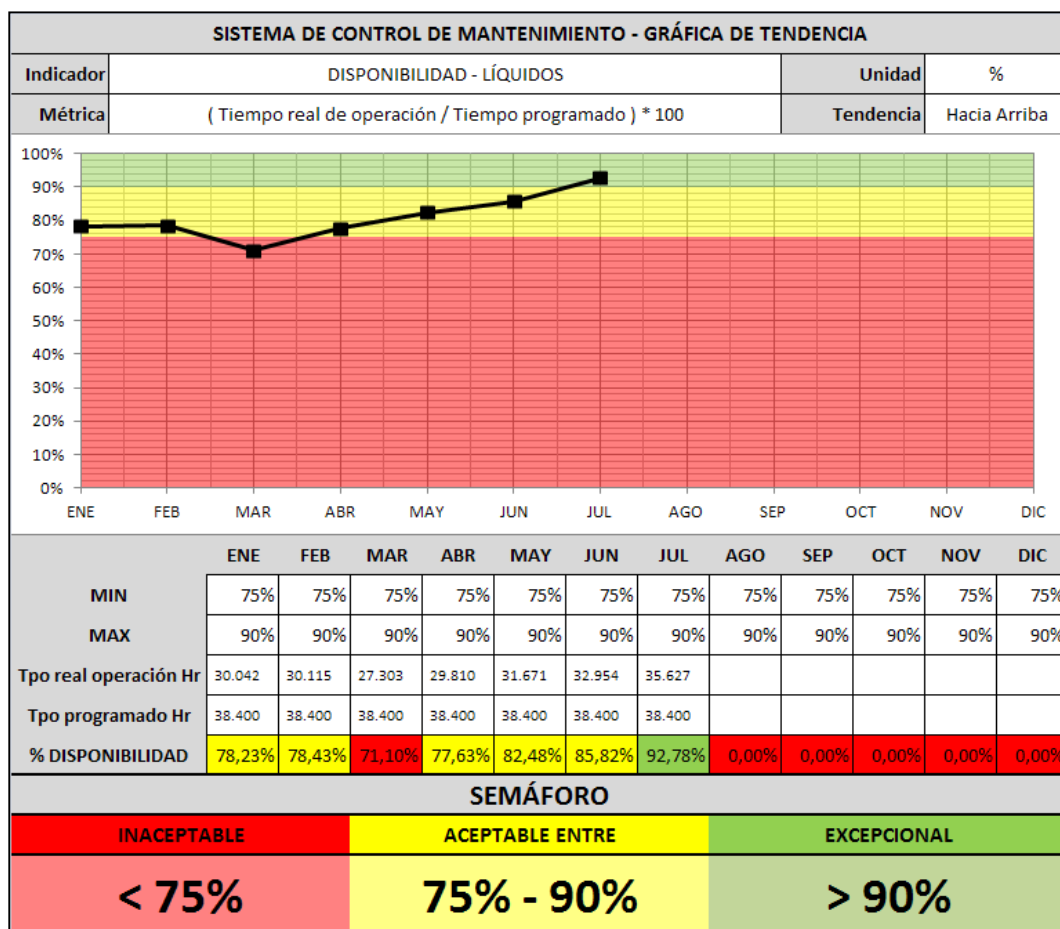 SISTEMA DE CONTROL DE MANTENIMIENTO - GRÁFICA DE TENDENCIA
Indicador DISPONIBILIDAD - LÍQUIDOS Unidad %
Métrica ( Tiempo real de operación / Tiempo programado ) * 100 Tendencia Hacia Arriba
100%
90%
80%
70%
60%
50%
40%
30%
20%
10%
0%
ENE FEB MAR ABR MAY JUN JUL AGO SEP OCT NOV DIC
ENE FEB MAR ABR MAY JUN JUL AGO SEP OCT NOV DIC
MIN 75% 75% 75% 75% 75% 75% 75% 75% 75% 75% 75% 75%
MAX 90% 90% 90% 90% 90% 90% 90% 90% 90% 90% 90% 90%
Tpo real operación Hr 30.042 30.115 27.303 29.810 31.671 32.954 35.627
Tpo programado Hr 38.400 38.400 38.400 38.400 38.400 38.400 38.400
% DISPONIBILIDAD 78,23% 78,43% 71,10% 77,63% 82,48% 85,82% 92,78% 0,00% 0,00% 0,00% 0,00% 0,00%
SEMÁFORO
INACEPTABLE ACEPTABLE ENTRE EXCEPCIONAL
< 75% 75% - 90% > 90%